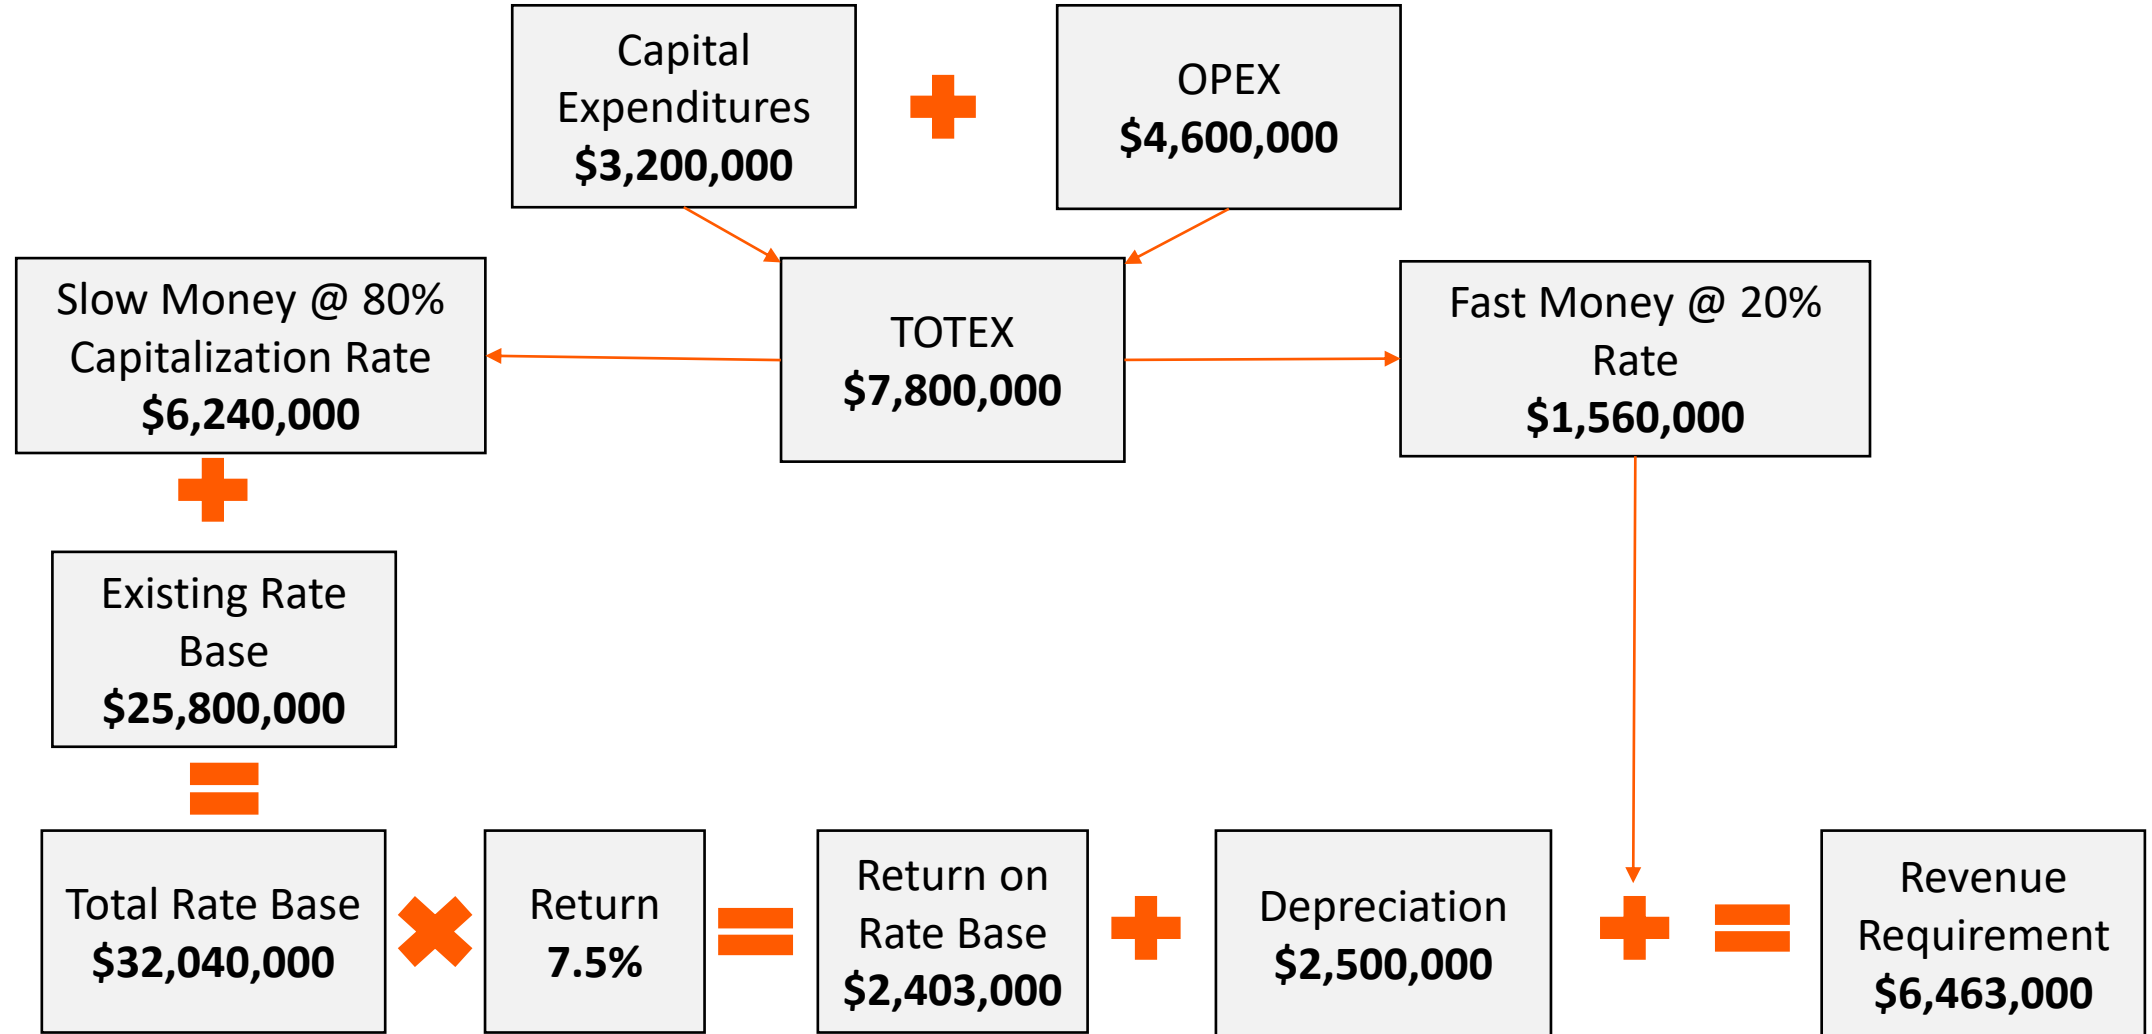 Capital
Expenditures
$3,200,000
OPEX
$4,600,000
Slow Money @ 80%
Capitalization Rate
$6,240,000
TOTEX
$7,800,000
Fast Money @ 20%
Rate
$1,560,000
Existing Rate
Base
$25,800,000
Total Rate Base
$32,040,000
Return
7.5%
Return on
Rate Base
$2,403,000
Depreciation
$2,500,000
Revenue
Requirement
$6,463,000